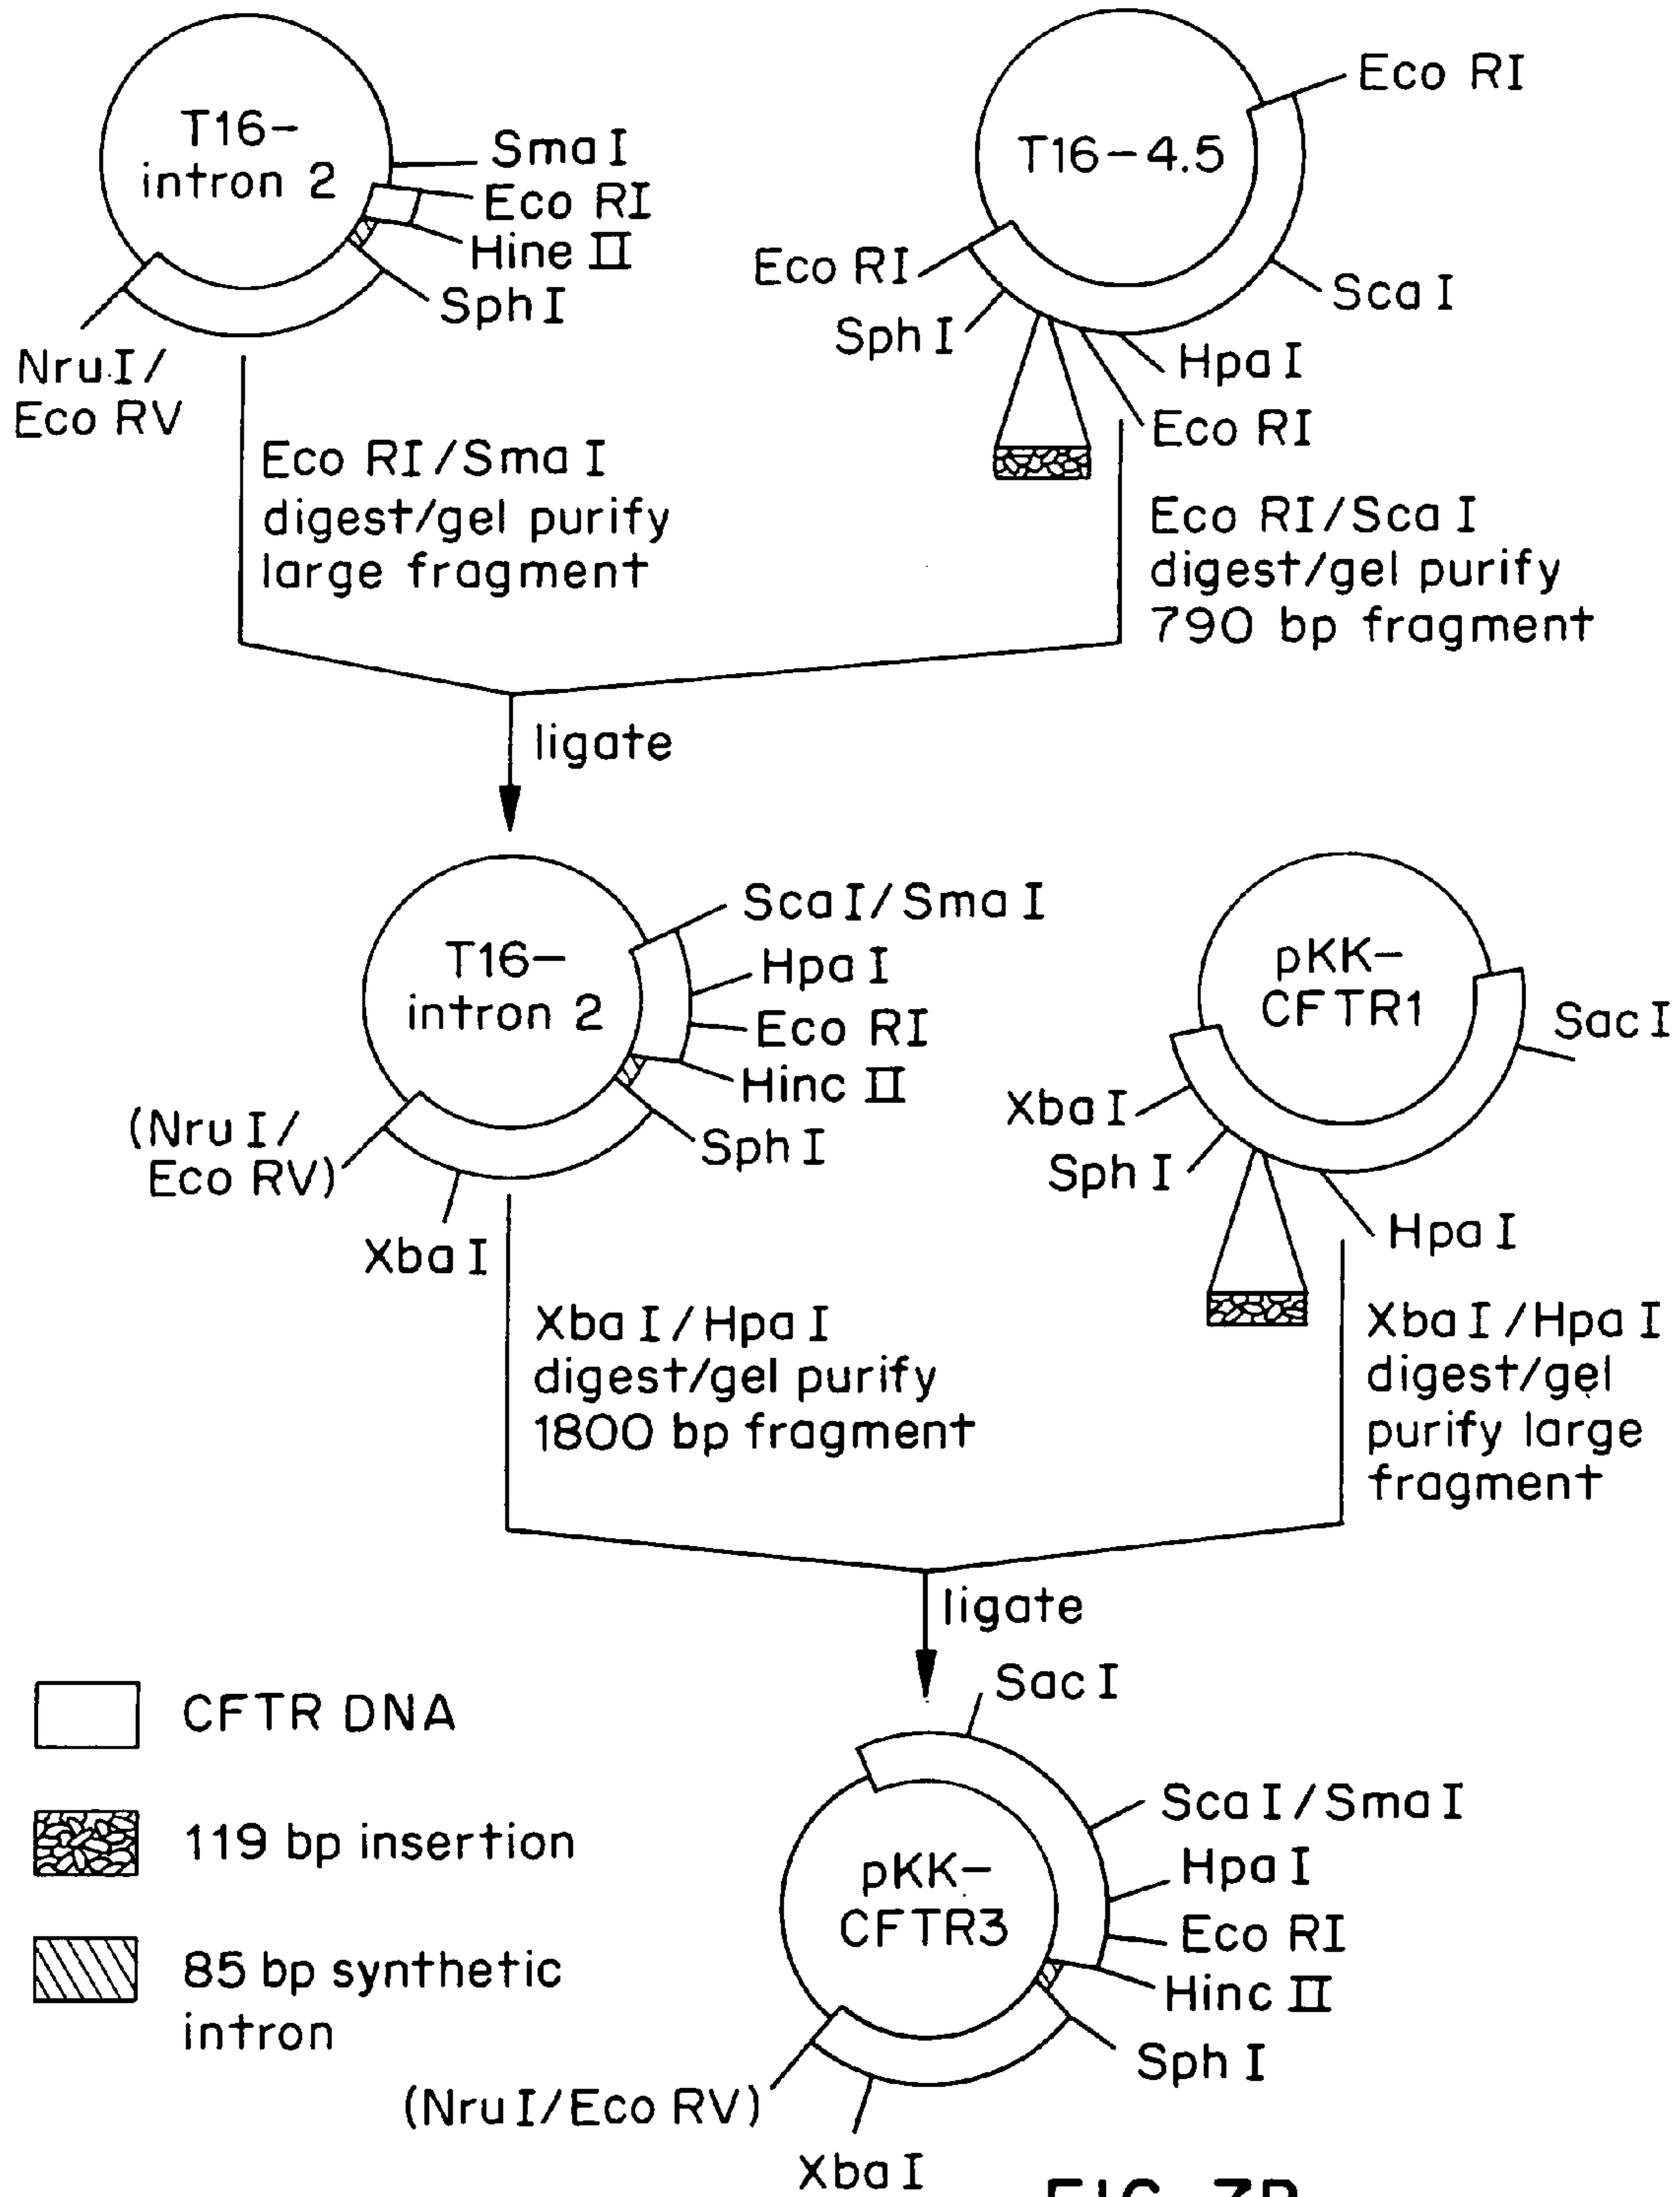 T16-
intron 2
Sma I
Eco RI
Hine II
Sph I
Nru I/
Eco RV
T16-4.5
Eco RI
Eco RI
Sph I
Sca I
Hpa I
Eco RI
Eco RI/Sma I
digest/gel purify
large fragment
Eco RI/Sca I
digest/gel purify
790 bp fragment
ligate
T16-
intron 2
Sca I/Sma I
Hpa I
Eco RI
Hinc II
Sph I
(Nru I/
Eco RV)
Xba I
pKK-
CFTR1
Sac I
Xba I
Sph I
Hpa I
Xba I/Hpa I
digest/gel purify
1800 bp fragment
Xba I/Hpa I
digest/gel
purify large
fragment
ligate
CFTR DNA
119 bp insertion
85 bp synthetic
intron
pKK-
CFTR3
Sac I
Sca I/Sma I
Hpa I
Eco RI
Hinc II
Sph I
(Nru I/Eco RV)
Xba I